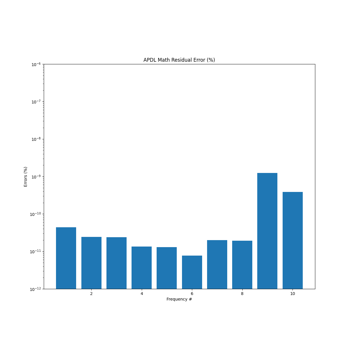 APDL Math Residual Error (%)
10⁻⁶
10⁻⁷
10⁻⁸
10⁻⁹
10⁻¹⁰
10⁻¹¹
10⁻¹²
Errors (%)
2 4 6 8 10
Frequency #